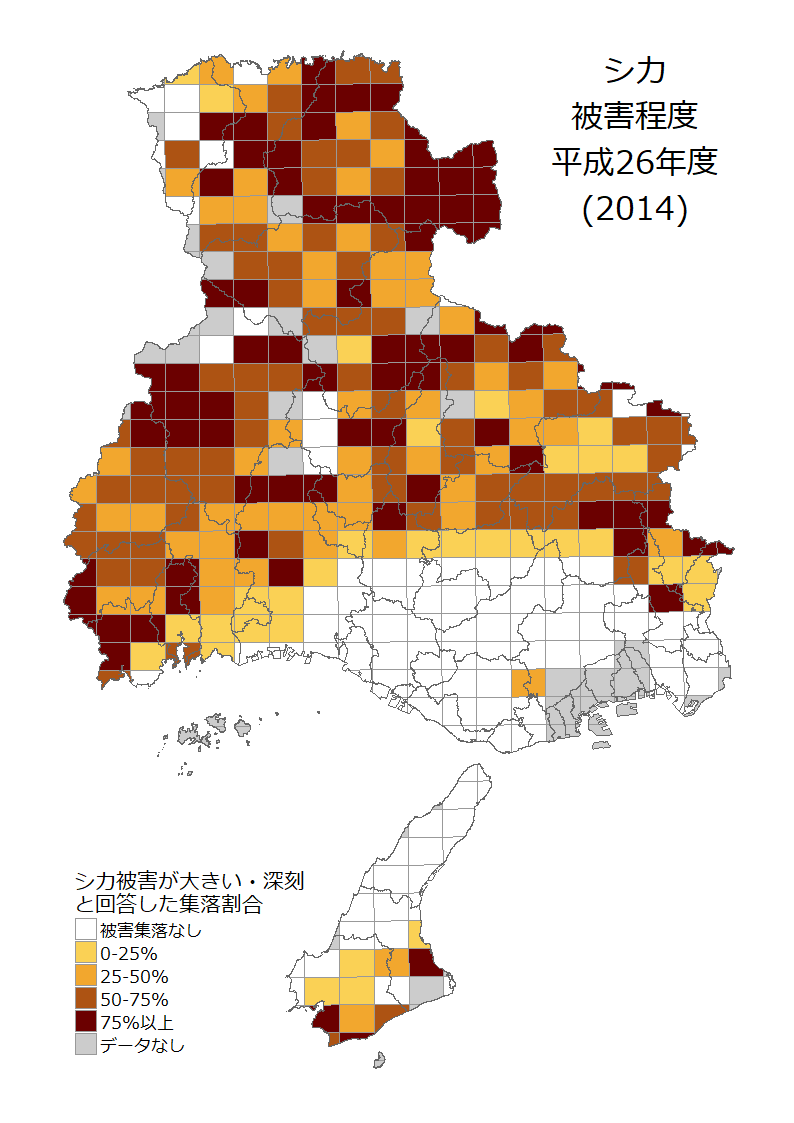 シカ
被害程度
平成26年度
(2014)
シカ被害が大きい・深刻
と回答した集落割合
被害集落なし
0-25%
25-50%
50-75%
75%以上
データなし